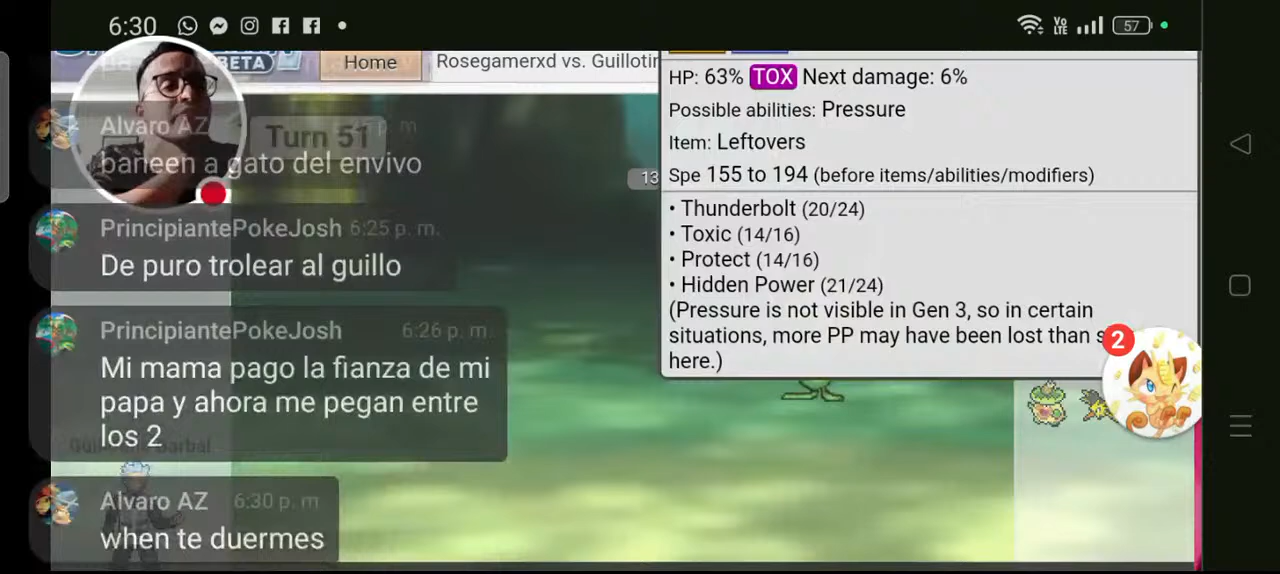 6:30
Vo
LTE
57
BETA
Home
Rosegamerxd vs. Guillotin
HP: 63% TOX Next damage: 6%
Possible abilities: Pressure
Item: Leftovers
Spe 155 to 194 (before items/abilities/modifiers)
• Thunderbolt (20/24)
• Toxic (14/16)
• Protect (14/16)
• Hidden Power (21/24)
(Pressure is not visible in Gen 3, so in certain
situations, more PP may have been lost than s
here.)
2
13
Turn 51
Alvaro AZ p. m
baneen a gato del envivo
PrincipiantePokeJosh 6:25 p. m.
De puro trolear al guillo
PrincipiantePokeJosh 6:26 p. m.
Mi mama pago la fianza de mi
papa y ahora me pegan entre
los 2
Alvaro AZ 6:30 p. m
when te duermes